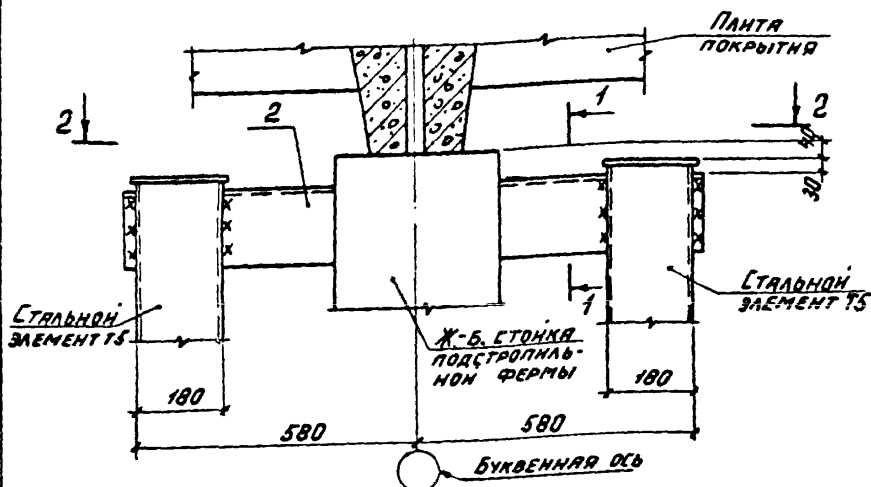 Плита
покрытия
1
2
2
2
40
30
Стальной
элемент Т5
Ж.-Б. стойка
подстропиль-
ной фермы
1
Стальной
элемент Т5
180
180
580
580
Буквенная ось